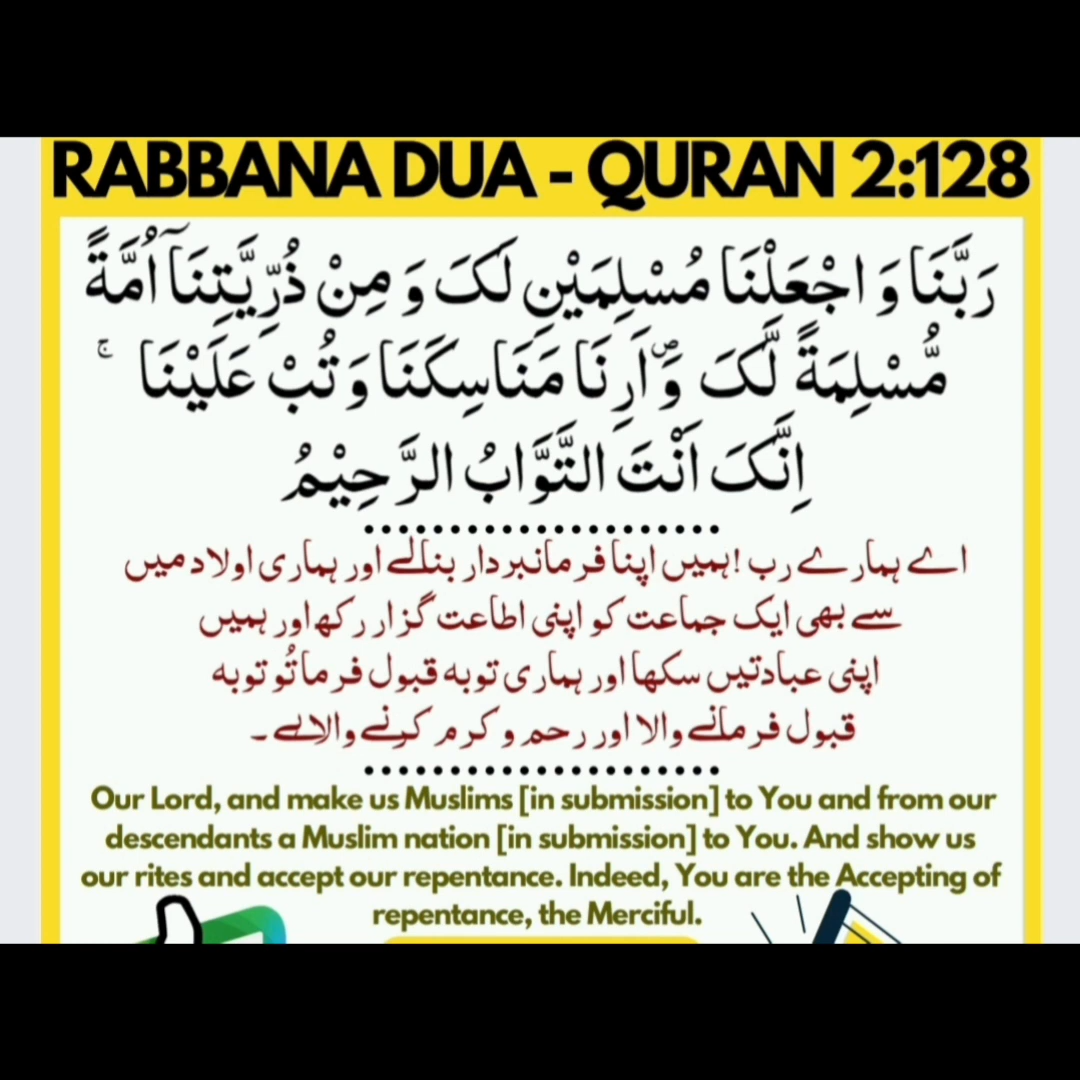 RABBANA DUA - QURAN 2:128
رَبَّنَا وَ اجْعَلْنَا مُسْلِمَيْنِ لَکَ وَ مِنْ ذُرِّيَّتِنَاۤ اُمَّةً
مُّسْلِمَةً لَّکَ ۪ وَ اَرِنَا مَنَاسِکَنَا وَ تُبْ عَلَيْنَا ۚ
اِنَّکَ اَنْتَ التَّوَّابُ الرَّحِيْمُ
اے ہمارے رب !ہمیں اپنا فرمانبردار بنالے اور ہماری اولاد میں
سے بھی ایک جماعت کو اپنی اطاعت گزار رکھ اور ہمیں
اپنی عبادتیں سکھا اور ہماری توبہ قبول فرما تُو توبہ
قبول فرمانے والا اور رحم و کرم کرنے والا ہے ۔
Our Lord, and make us Muslims [in submission] to You and from our
descendants a Muslim nation [in submission] to You. And show us
our rites and accept our repentance. Indeed, You are the Accepting of
repentance, the Merciful.